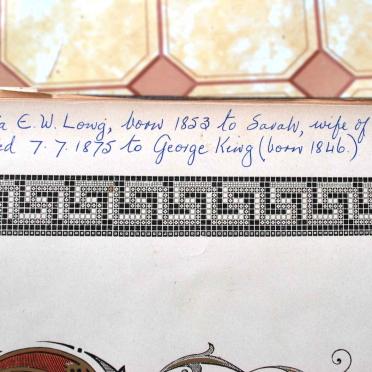 a E. W. Long, born 1853 to Sarah, wife of
ed 7.7.1875 to George King (born 1846.)